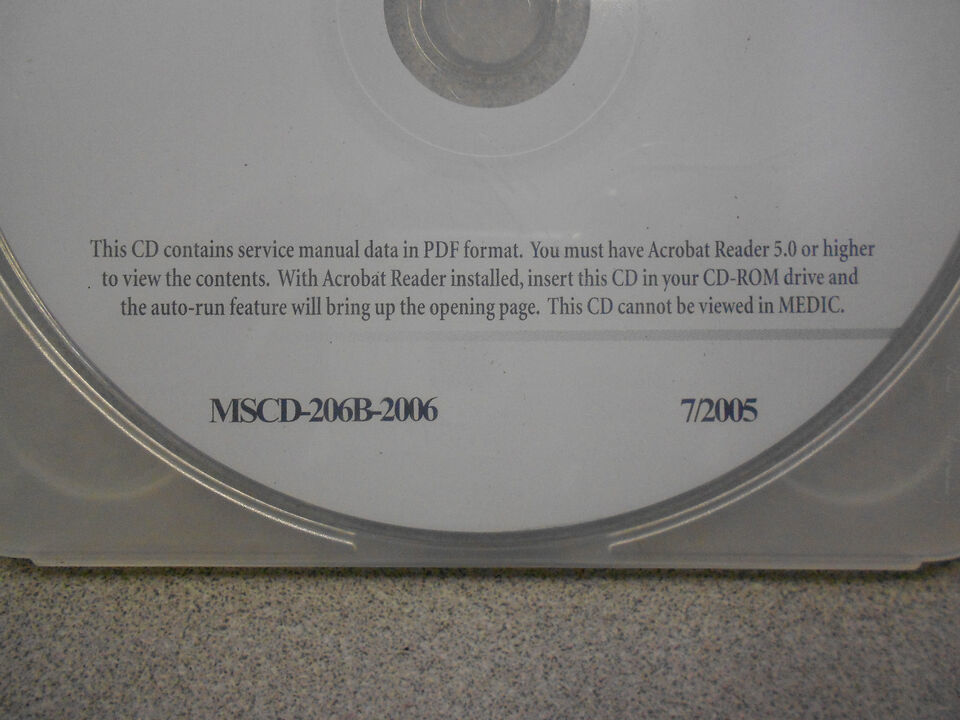 This CD contains service manual data in PDF format. You must have Acrobat Reader 5.0 or higher
to view the contents. With Acrobat Reader installed, insert this CD in your CD-ROM drive and
the auto-run feature will bring up the opening page. This CD cannot be viewed in MEDIC.
MSCD-206B-2006 7/2005